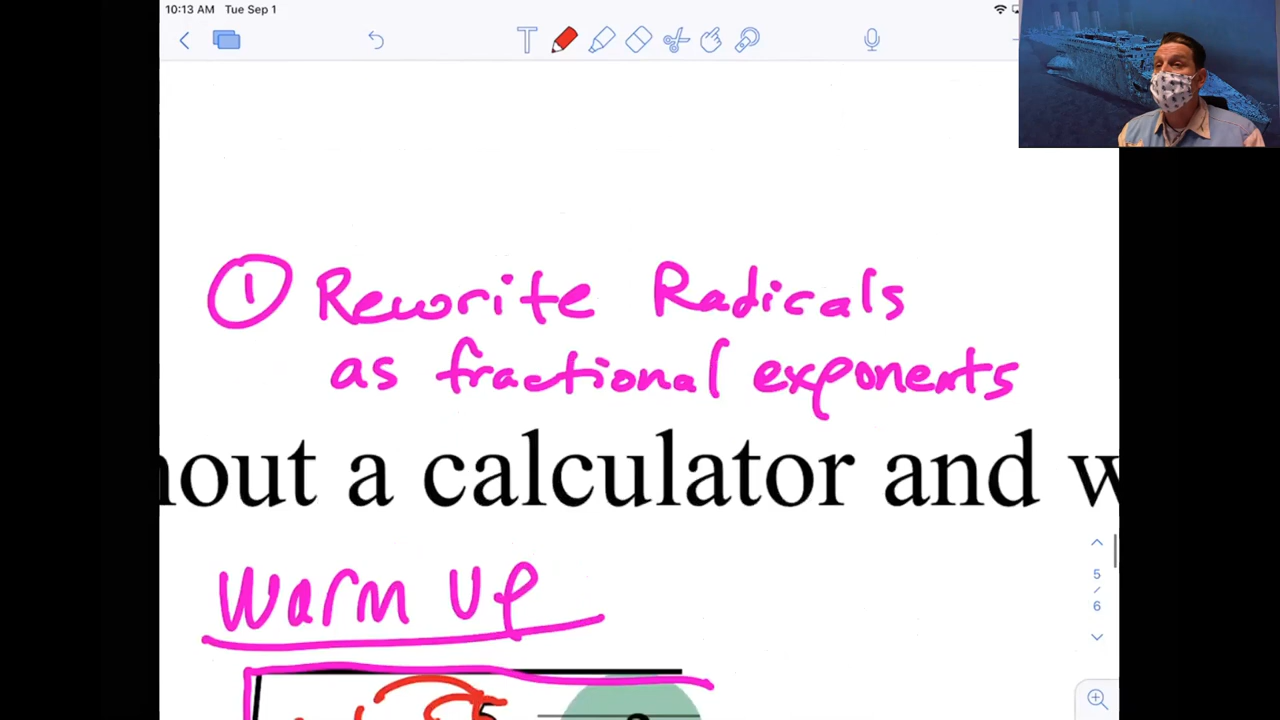 10:13 AM Tue Sep 1
T
① Rewrite Radicals
as fractional exponents
hout a calculator and w
Warm Up
5
/
6
5